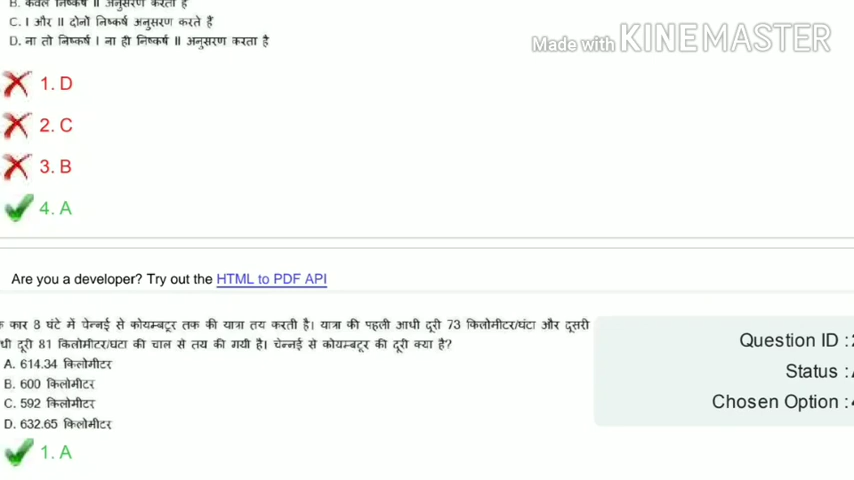 B. केवल निष्कर्ष II अनुसरण करता है
C. I और II दोनों निष्कर्ष अनुसरण करते हैं
D. ना तो निष्कर्ष I ना ही निष्कर्ष II अनुसरण करता है
Made with KINEMASTER
1. D
2. C
3. B
4. A
Are you a developer? Try out the HTML to PDF API
कार 8 घंटे में चेन्नई से कोयम्बटूर तक की यात्रा तय करती है। यात्रा की पहली आधी दूरी 73 किलोमीटर/घंटा और दूसरी
दूरी 81 किलोमीटर/घटा की चाल से तय की गयी है। चेन्नई से कोयम्बटूर की दूरी क्या है?
A. 614.34 किलोमीटर
B. 600 किलोमीटर
C. 592 किलोमीटर
D. 632.65 किलोमीटर
1. A
Question ID :
Status :
Chosen Option :